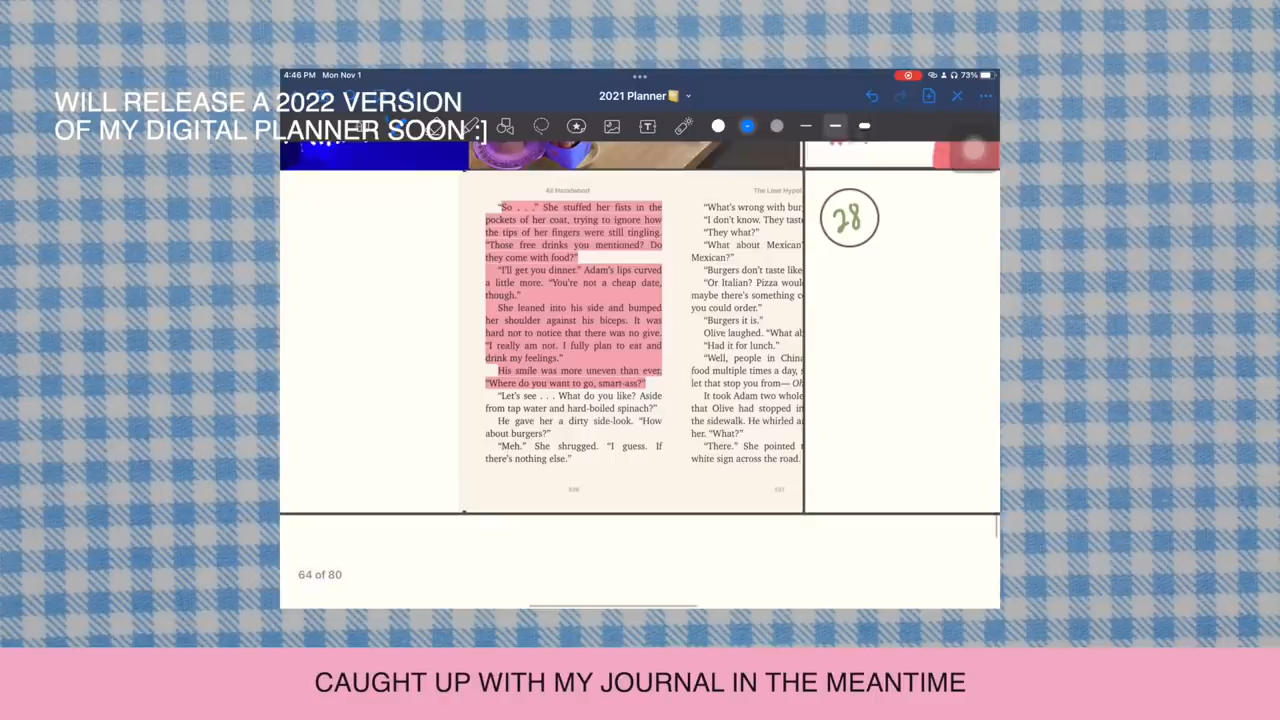 4:46 PM Mon Nov 1
73%
WILL RELEASE A 2022 VERSION
OF MY DIGITAL PLANNER SOON :]
2021 Planner
Ali Hazelwood
"So . . ." She stuffed her fists in the
pockets of her coat, trying to ignore how
the tips of her fingers were still tingling.
"Those free drinks you mentioned? Do
they come with food?"
"I'll get you dinner." Adam's lips curved
a little more. "You're not a cheap date,
though."
She leaned into his side and bumped
her shoulder against his biceps. It was
hard not to notice that there was no give.
"I really am not. I fully plan to eat and
drink my feelings."
His smile was more uneven than ever.
"Where do you want to go, smart-ass?"
"Let's see . . . What do you like? Aside
from tap water and hard-boiled spinach?"
He gave her a dirty side-look. "How
about burgers?"
"Meh." She shrugged. "I guess. If
there's nothing else."
The Love Hypot
"What's wrong with bur
"I don't know. They tast
"They what?"
"What about Mexican
Mexican?"
"Burgers don't taste like
"Or Italian? Pizza woul
maybe there's something
you could order."
"Burgers it is."
Olive laughed. "What
"Had it for lunch."
"Well, people in China
food multiple times a day,
let that stop you from— Oh
It took Adam two whole
that Olive had stopped in
the sidewalk. He whirled
her. "What?"
"There." She pointed
white sign across the road.
28
64 of 80
CAUGHT UP WITH MY JOURNAL IN THE MEANTIME